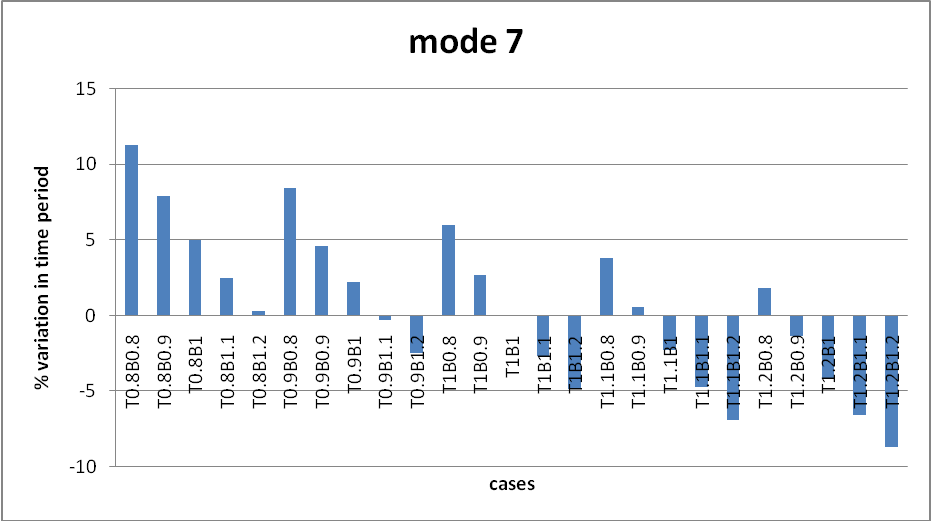 mode 7
% variation in time period
15
10
5
0
-5
-10
T0.8B0.8
T0.8B0.9
T0.8B1
T0.8B1.1
T0.8B1.2
T0.9B0.8
T0.9B0.9
T0.9B1
T0.9B1.1
T0.9B1.2
T1B0.8
T1B0.9
T1B1
T1B1.1
T1B1.2
T1.1B0.8
T1.1B0.9
T1.1B1
T1.1B1.1
T1.1B1.2
T1.2B0.8
T1.2B0.9
T1.2B1
T1.2B1.1
T1.2B1.2
cases